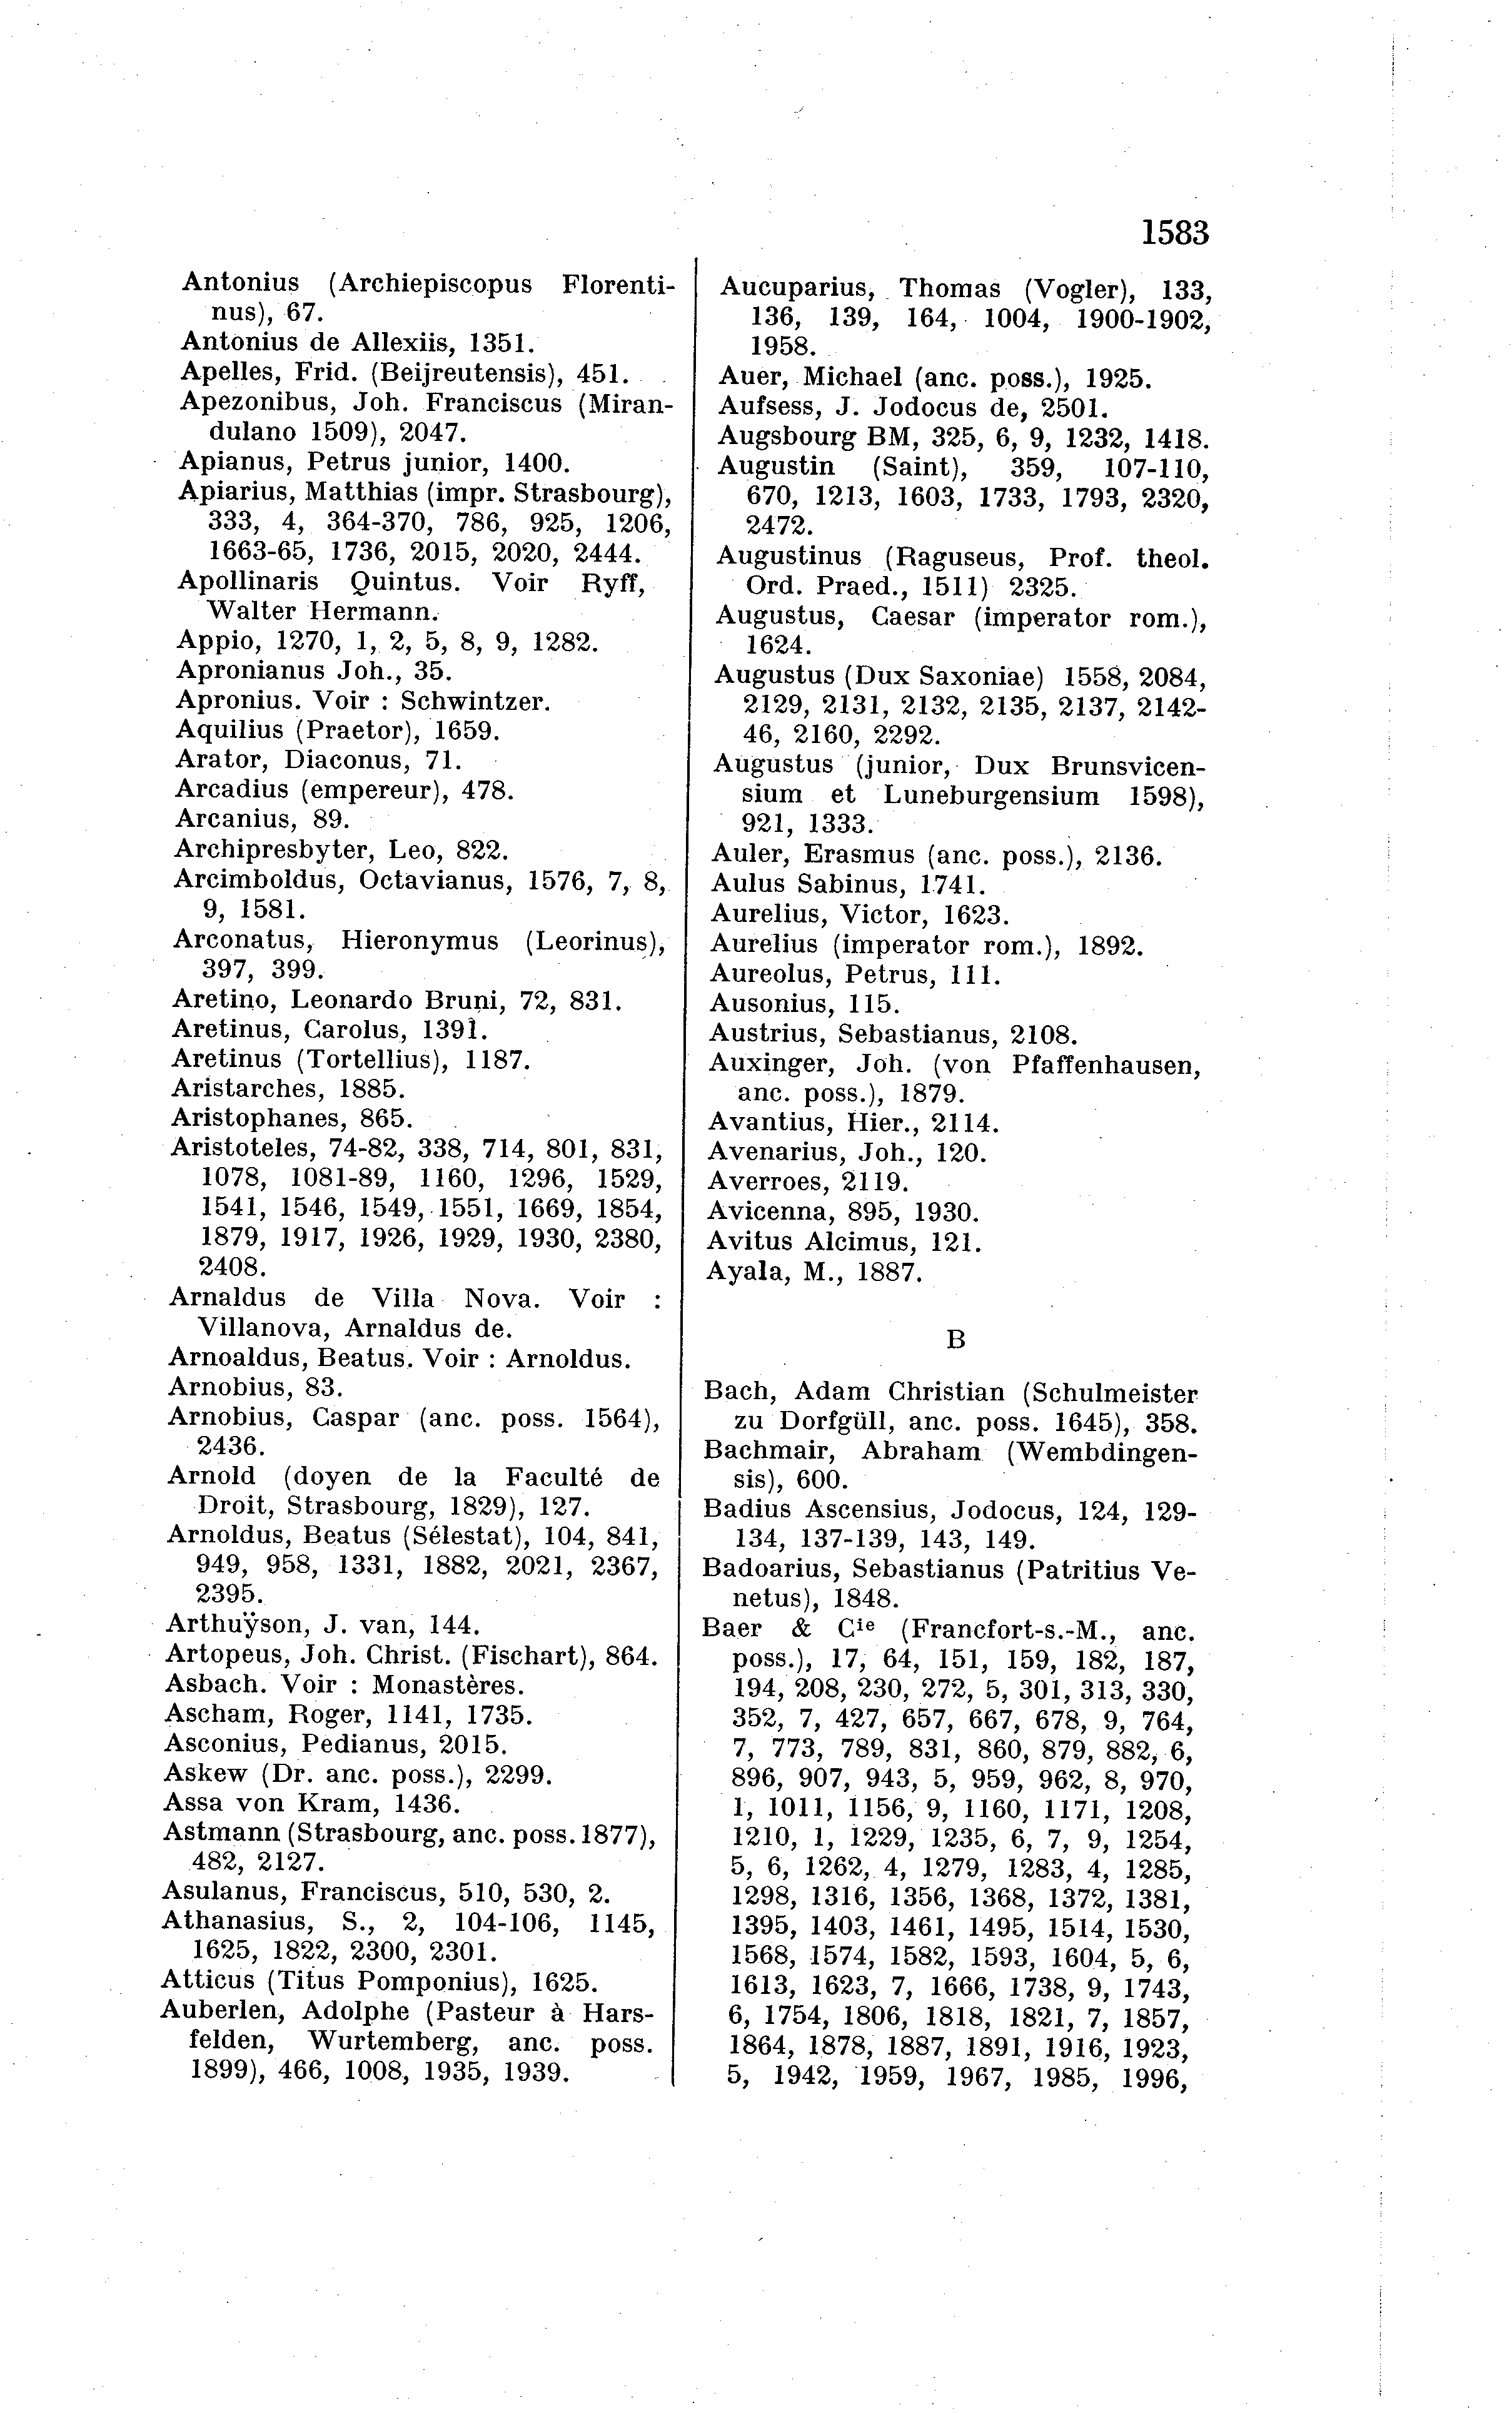 1583
Antonius (Archiepiscopus Florenti-
nus), 67.
Antonius de Allexiis, 1351.
Apelles, Frid. (Beijreutensis), 451.
Apezonibus, Joh. Franciscus (Miran-
dulano 1509), 2047.
Apianus, Petrus junior, 1400.
Apiarius, Matthias (impr. Strasbourg),
333, 4, 364-370, 786, 925, 1206,
1663-65, 1736, 2015, 2020, 2444.
Apollinaris Quintus. Voir Ryff,
Walter Hermann.
Appio, 1270, 1, 2, 5, 8, 9, 1282.
Apronianus Joh., 35.
Apronius. Voir : Schwintzer.
Aquilius (Praetor), 1659.
Arator, Diaconus, 71.
Arcadius (empereur), 478.
Arcanius, 89.
Archipresbyter, Leo, 822.
Arcimboldus, Octavianus, 1576, 7, 8,
9, 1581.
Arconatus, Hieronymus (Leorinus),
397, 399.
Aretino, Leonardo Bruni, 72, 831.
Aretinus, Carolus, 1391.
Aretinus (Tortellius), 1187.
Aristarches, 1885.
Aristophanes, 865.
Aristoteles, 74-82, 338, 714, 801, 831,
1078, 1081-89, 1160, 1296, 1529,
1541, 1546, 1549, 1551, 1669, 1854,
1879, 1917, 1926, 1929, 1930, 2380,
2408.
Arnaldus de Villa Nova. Voir :
Villanova, Arnaldus de.
Arnoaldus, Beatus. Voir : Arnoldus.
Arnobius, 83.
Arnobius, Caspar (anc. poss. 1564),
2436.
Arnold (doyen de la Faculté de
Droit, Strasbourg, 1829), 127.
Arnoldus, Beatus (Sélestat), 104, 841,
949, 958, 1331, 1882, 2021, 2367,
2395.
Arthuÿson, J. van, 144.
Artopeus, Joh. Christ. (Fischart), 864.
Asbach. Voir : Monastères.
Ascham, Roger, 1141, 1735.
Asconius, Pedianus, 2015.
Askew (Dr. anc. poss.), 2299.
Assa von Kram, 1436.
Astmann (Strasbourg, anc. poss. 1877),
482, 2127.
Asulanus, Franciscus, 510, 530, 2.
Athanasius, S., 2, 104-106, 1145,
1625, 1822, 2300, 2301.
Atticus (Titus Pomponius), 1625.
Auberlen, Adolphe (Pasteur à Hars-
felden, Wurtemberg, anc. poss.
1899), 466, 1008, 1935, 1939.
Aucuparius, Thomas (Vogler), 133,
136, 139, 164, 1004, 1900-1902,
1958.
Auer, Michael (anc. poss.), 1925.
Aufsess, J. Jodocus de, 2501.
Augsbourg BM, 325, 6, 9, 1232, 1418.
Augustin (Saint), 359, 107-110,
670, 1213, 1603, 1733, 1793, 2320,
2472.
Augustinus (Raguseus, Prof. theol.
Ord. Praed., 1511) 2325.
Augustus, Caesar (imperator rom.),
1624.
Augustus (Dux Saxoniae) 1558, 2084,
2129, 2131, 2132, 2135, 2137, 2142-
46, 2160, 2292.
Augustus (junior, Dux Brunsvicen-
sium et Luneburgensium 1598),
921, 1333.
Auler, Erasmus (anc. poss.), 2136.
Aulus Sabinus, 1741.
Aurelius, Victor, 1623.
Aurelius (imperator rom.), 1892.
Aureolus, Petrus, 111.
Ausonius, 115.
Austrius, Sebastianus, 2108.
Auxinger, Joh. (von Pfaffenhausen,
anc. poss.), 1879.
Avantius, Hier., 2114.
Avenarius, Joh., 120.
Averroes, 2119.
Avicenna, 895, 1930.
Avitus Alcimus, 121.
Ayala, M., 1887.
B
Bach, Adam Christian (Schulmeister
zu Dorfgüll, anc. poss. 1645), 358.
Bachmair, Abraham (Wembdingen-
sis), 600.
Badius Ascensius, Jodocus, 124, 129-
134, 137-139, 143, 149.
Badoarius, Sebastianus (Patritius Ve-
netus), 1848.
Baer & Cie (Francfort-s.-M., anc.
poss.), 17, 64, 151, 159, 182, 187,
194, 208, 230, 272, 5, 301, 313, 330,
352, 7, 427, 657, 667, 678, 9, 764,
7, 773, 789, 831, 860, 879, 882, 6,
896, 907, 943, 5, 959, 962, 8, 970,
1, 1011, 1156, 9, 1160, 1171, 1208,
1210, 1, 1229, 1235, 6, 7, 9, 1254,
5, 6, 1262, 4, 1279, 1283, 4, 1285,
1298, 1316, 1356, 1368, 1372, 1381,
1395, 1403, 1461, 1495, 1514, 1530,
1568, 1574, 1582, 1593, 1604, 5, 6,
1613, 1623, 7, 1666, 1738, 9, 1743,
6, 1754, 1806, 1818, 1821, 7, 1857,
1864, 1878, 1887, 1891, 1916, 1923,
5, 1942, 1959, 1967, 1985, 1996,